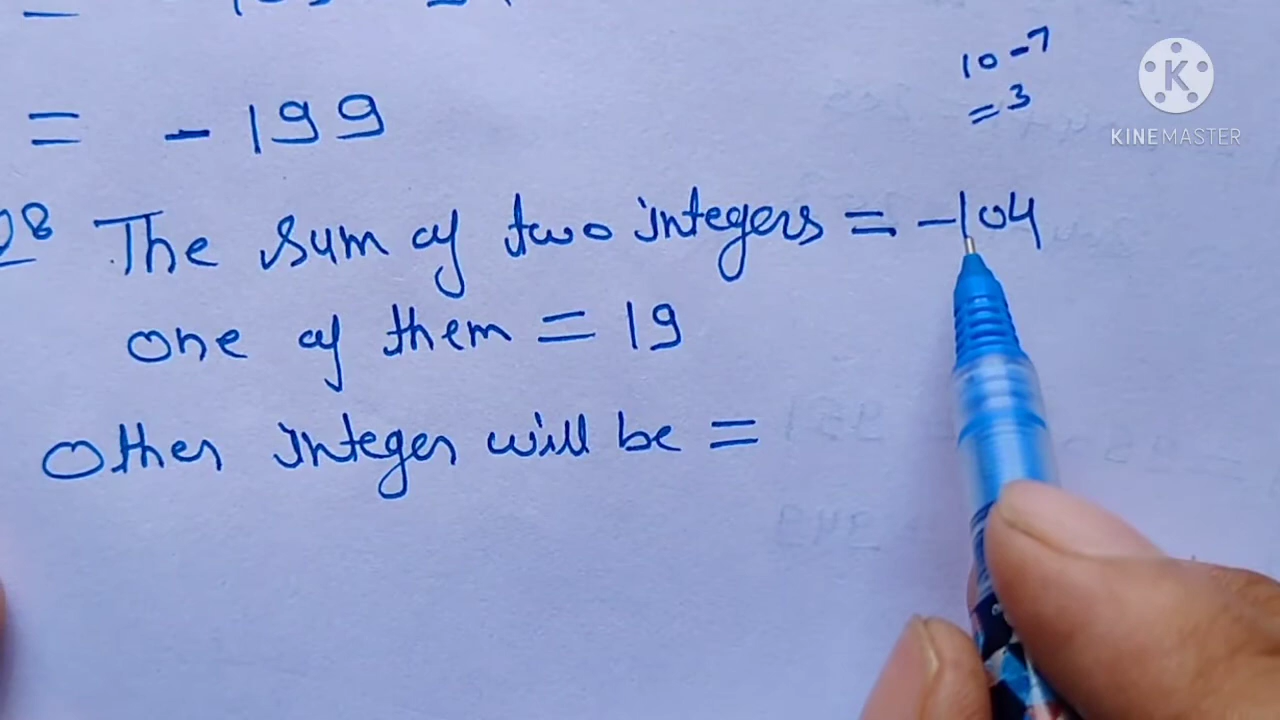 10-7
= 3
KINEMASTER
= - 199
Q8 The sum of two integers = -104
one of them = 19
Other integer will be =